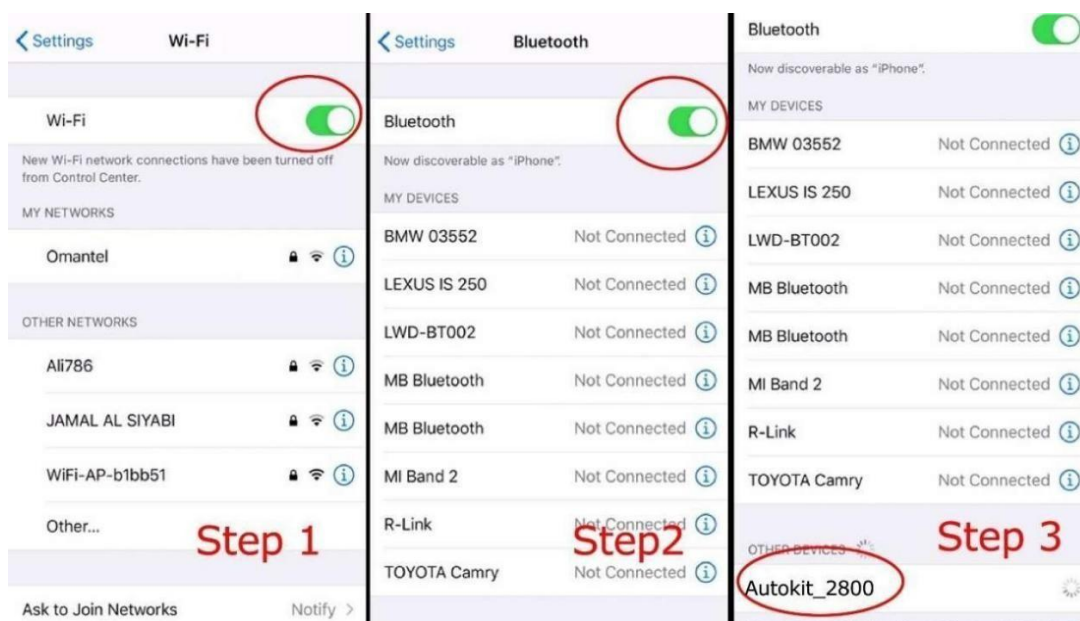 Settings
Wi-Fi
Wi-Fi
New Wi-Fi network connections have been turned off
from Control Center.
MY NETWORKS
Omantel
OTHER NETWORKS
Ali786
JAMAL AL SIYABI
WiFi-AP-b1bb51
Other...
Step 1
Ask to Join Networks Notify
Settings
Bluetooth
Bluetooth
Now discoverable as "iPhone".
MY DEVICES
BMW 03552 Not Connected
LEXUS IS 250 Not Connected
LWD-BT002 Not Connected
MB Bluetooth Not Connected
MB Bluetooth Not Connected
MI Band 2 Not Connected
R-Link Not Connected
Step2
TOYOTA Camry Not Connected
Bluetooth
Now discoverable as "iPhone".
MY DEVICES
BMW 03552 Not Connected
LEXUS IS 250 Not Connected
LWD-BT002 Not Connected
MB Bluetooth Not Connected
MB Bluetooth Not Connected
MI Band 2 Not Connected
R-Link Not Connected
TOYOTA Camry Not Connected
Step 3
OTHER DEVICES
Autokit_2800